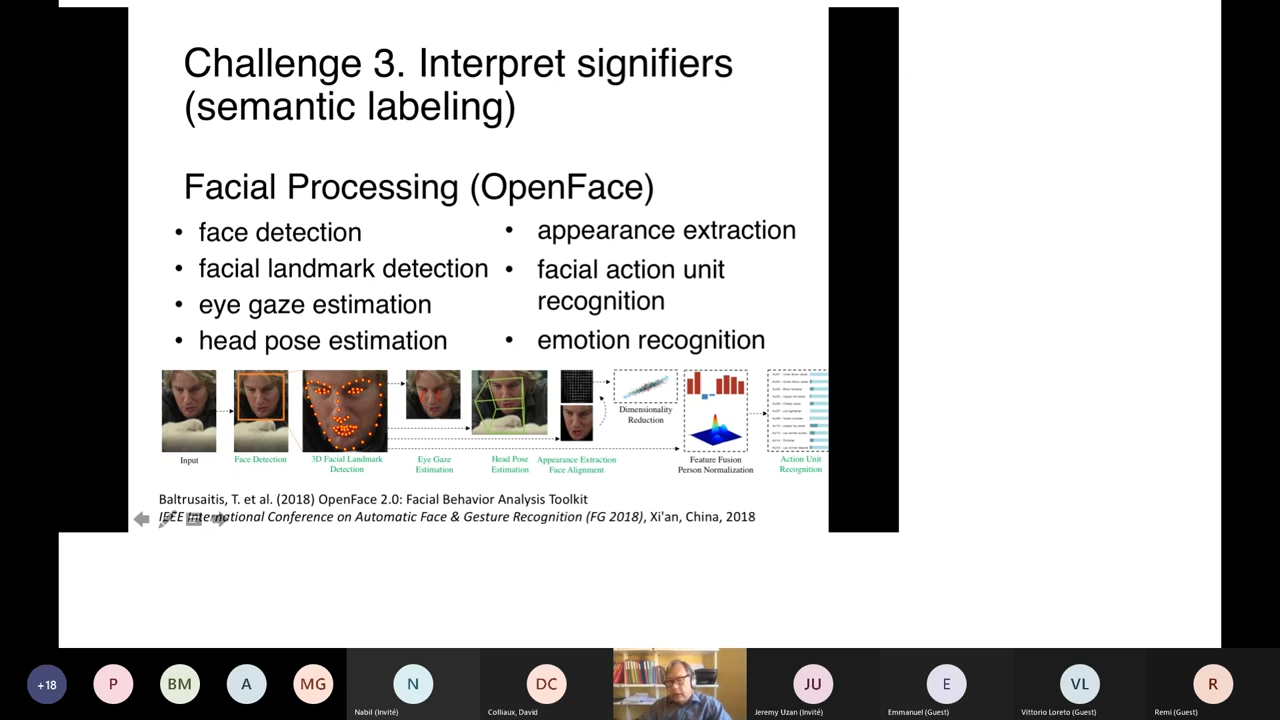 Challenge 3. Interpret signifiers
(semantic labeling)
Facial Processing (OpenFace)
• face detection
• facial landmark detection
• eye gaze estimation
• head pose estimation
• appearance extraction
• facial action unit
recognition
• emotion recognition
Input
Face Detection
3D Facial Landmark
Detection
Eye Gaze
Estimation
Head Pose
Estimation
Appearance Extraction
Face Alignment
Dimensionality
Reduction
Feature Fusion
Person Normalization
Action Unit
Recognition
Baltrusaitis, T. et al. (2018) OpenFace 2.0: Facial Behavior Analysis Toolkit
IEEE International Conference on Automatic Face & Gesture Recognition (FG 2018), Xi'an, China, 2018
+18
P
BM
A
MG
N
Nabil (Invité)
DC
Colliaux, David
JU
Jeremy Uzan (Invité)
E
Emmanuel (Guest)
VL
Vittorio Loreto (Guest)
R
Remi (Guest)